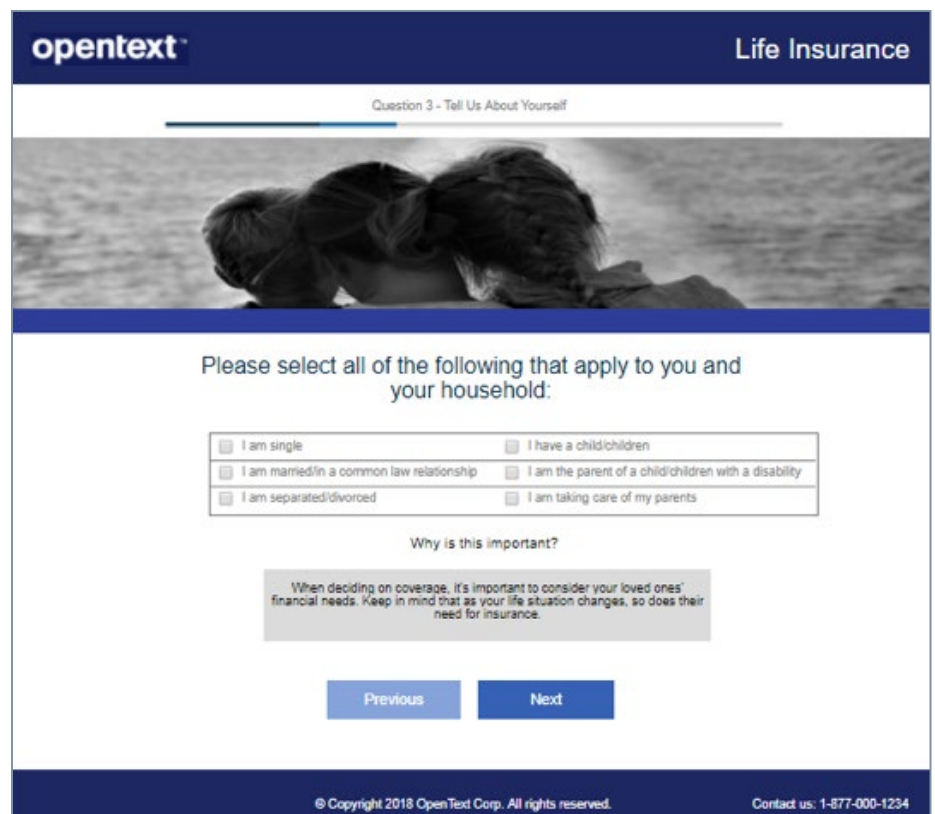 opentext™
Life Insurance
Question 3 - Tell Us About Yourself
Please select all of the following that apply to you and
your household:
I am single
I have a child/children
I am married/in a common law relationship
I am the parent of a child/children with a disability
I am separated/divorced
I am taking care of my parents
Why is this important?
When deciding on coverage, it's important to consider your loved ones'
financial needs. Keep in mind that as your life situation changes, so does their
need for insurance.
Previous
Next
© Copyright 2018 OpenText Corp. All rights reserved.
Contact us: 1-877-000-1234